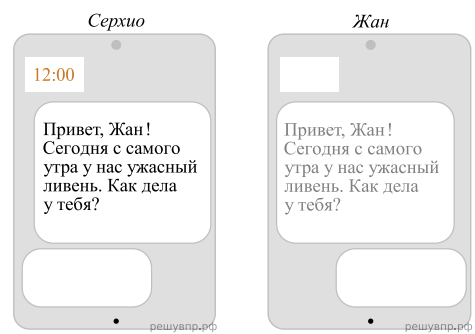 Серхио
12:00
Привет, Жан!
Сегодня с самого
утра у нас ужасный
ливень. Как дела
у тебя?
Жан
Привет, Жан!
Сегодня с самого
утра у нас ужасный
ливень. Как дела
у тебя?
решувпр.рф
решувпр.рф